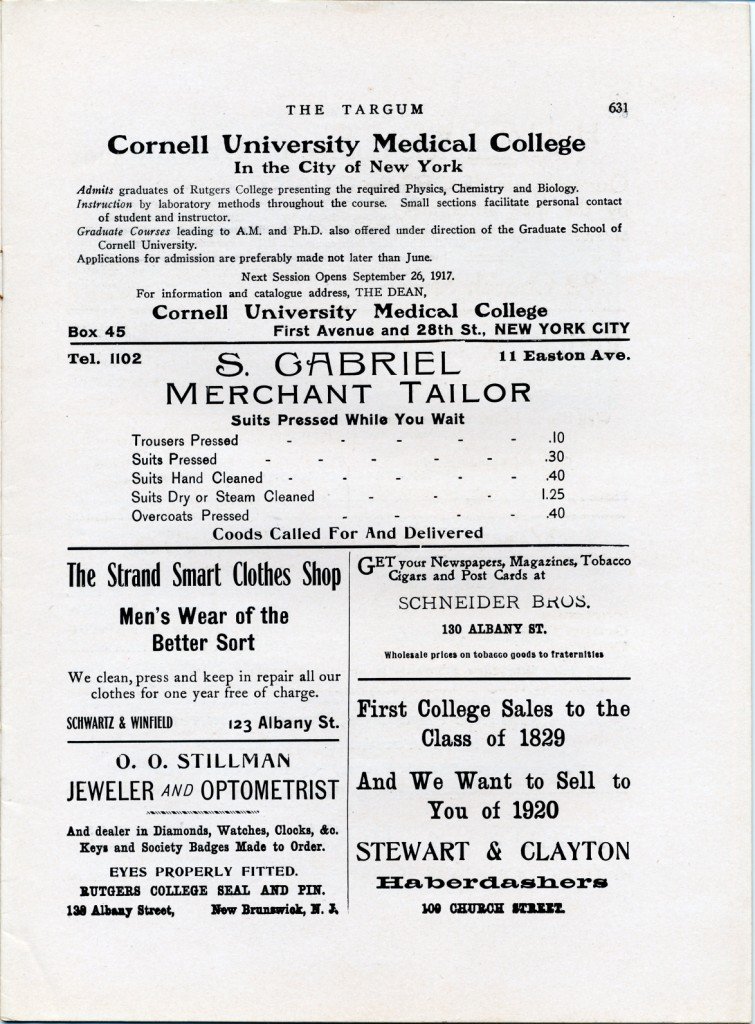 THE TARGUM 631
Cornell University Medical College
In the City of New York
Admits graduates of Rutgers College presenting the required Physics, Chemistry and Biology.
Instruction by laboratory methods throughout the course. Small sections facilitate personal contact
of student and instructor.
Graduate Courses leading to A.M. and Ph.D. also offered under direction of the Graduate School of
Cornell University.
Applications for admission are preferably made not later than June.
Next Session Opens September 26, 1917.
For information and catalogue address, THE DEAN,
Cornell University Medical College
Box 45 First Avenue and 28th St., NEW YORK CITY
Tel. 1102 S. GABRIEL 11 Easton Ave.
MERCHANT TAILOR
Suits Pressed While You Wait
Trousers Pressed - - - - - - .10
Suits Pressed - - - - - - .30
Suits Hand Cleaned - - - - - - .40
Suits Dry or Steam Cleaned - - - - 1.25
Overcoats Pressed - - - - - .40
Coods Called For And Delivered
The Strand Smart Clothes Shop
Men's Wear of the
Better Sort
We clean, press and keep in repair all our
clothes for one year free of charge.
SCHWARTZ & WINFIELD 123 Albany St.
O. O. STILLMAN
JEWELER AND OPTOMETRIST
And dealer in Diamonds, Watches, Clocks, &c.
Keys and Society Badges Made to Order.
EYES PROPERLY FITTED.
RUTGERS COLLEGE SEAL AND PIN.
Albany Street, New Brunswick, N. J.
GET your Newspapers, Magazines, Tobacco
Cigars and Post Cards at
SCHNEIDER BROS.
130 ALBANY ST.
Wholesale prices on tobacco goods to fraternities
First College Sales to the
Class of 1829
And We Want to Sell to
You of 1920
STEWART & CLAYTON
Haberdashers
109 CHURCH STREET.